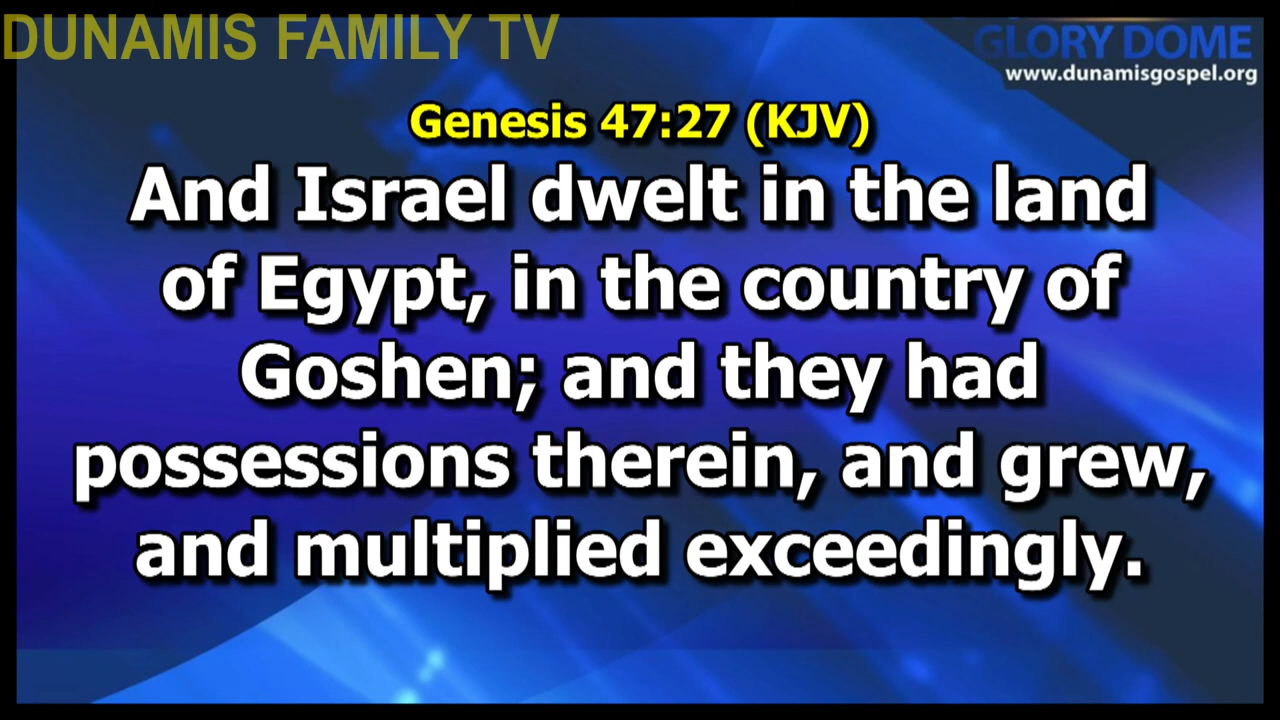 DUNAMIS FAMILY TV
GLORY DOME
www.dunamisgospel.org
Genesis 47:27 (KJV)
And Israel dwelt in the land
of Egypt, in the country of
Goshen; and they had
possessions therein, and grew,
and multiplied exceedingly.